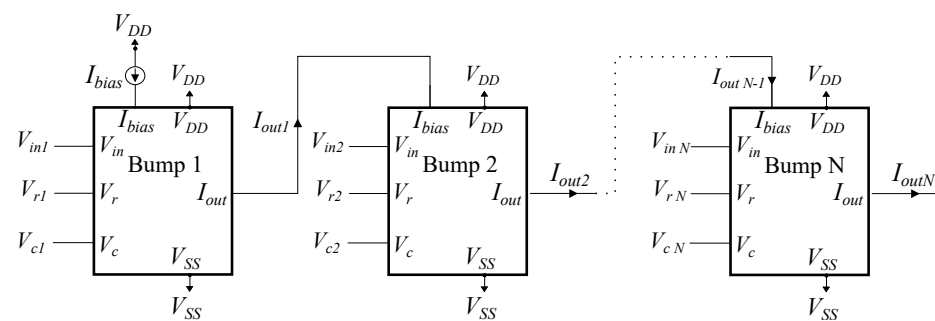 V_DD
I_bias
V_DD
I_bias
V_DD
V_in1
V_in
Bump 1
V_r1
V_r
I_out
V_c1
V_c
V_SS
V_SS
I_out1
V_DD
I_bias
V_DD
V_in2
V_in
Bump 2
V_r2
V_r
I_out
V_c2
V_c
V_SS
V_SS
I_out2
I_out N-1
V_DD
I_bias
V_DD
V_in N
V_in
Bump N
V_r N
V_r
I_out
V_c N
V_c
V_SS
V_SS
I_outN